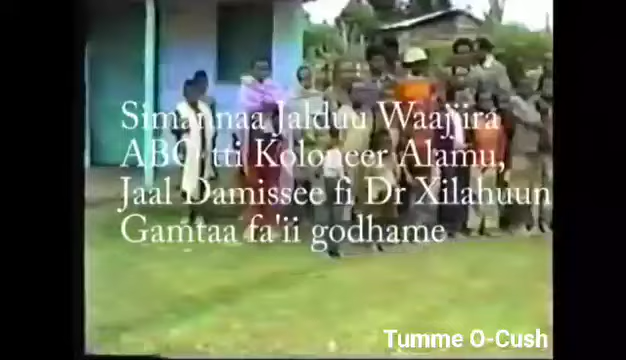 Simannaa Jalduu Waajjira
ABO tti Koloneer Alamu,
Jaal Damissee fi Dr Xilahuun
Gamtaa fa'ii godhame
Tumme O-Cush